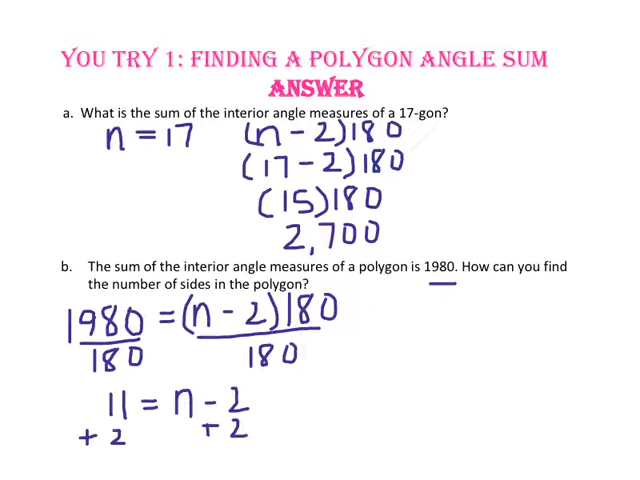 YOU TRY 1: FINDING A POLYGON ANGLE SUM
ANSWER
a. What is the sum of the interior angle measures of a 17-gon?
n = 17 (n - 2)180
(17 - 2)180
(15)180
2,700
b. The sum of the interior angle measures of a polygon is 1980. How can you find
the number of sides in the polygon?
1980 = (n - 2)180
180 180
11 = n - 2
+ 2 + 2